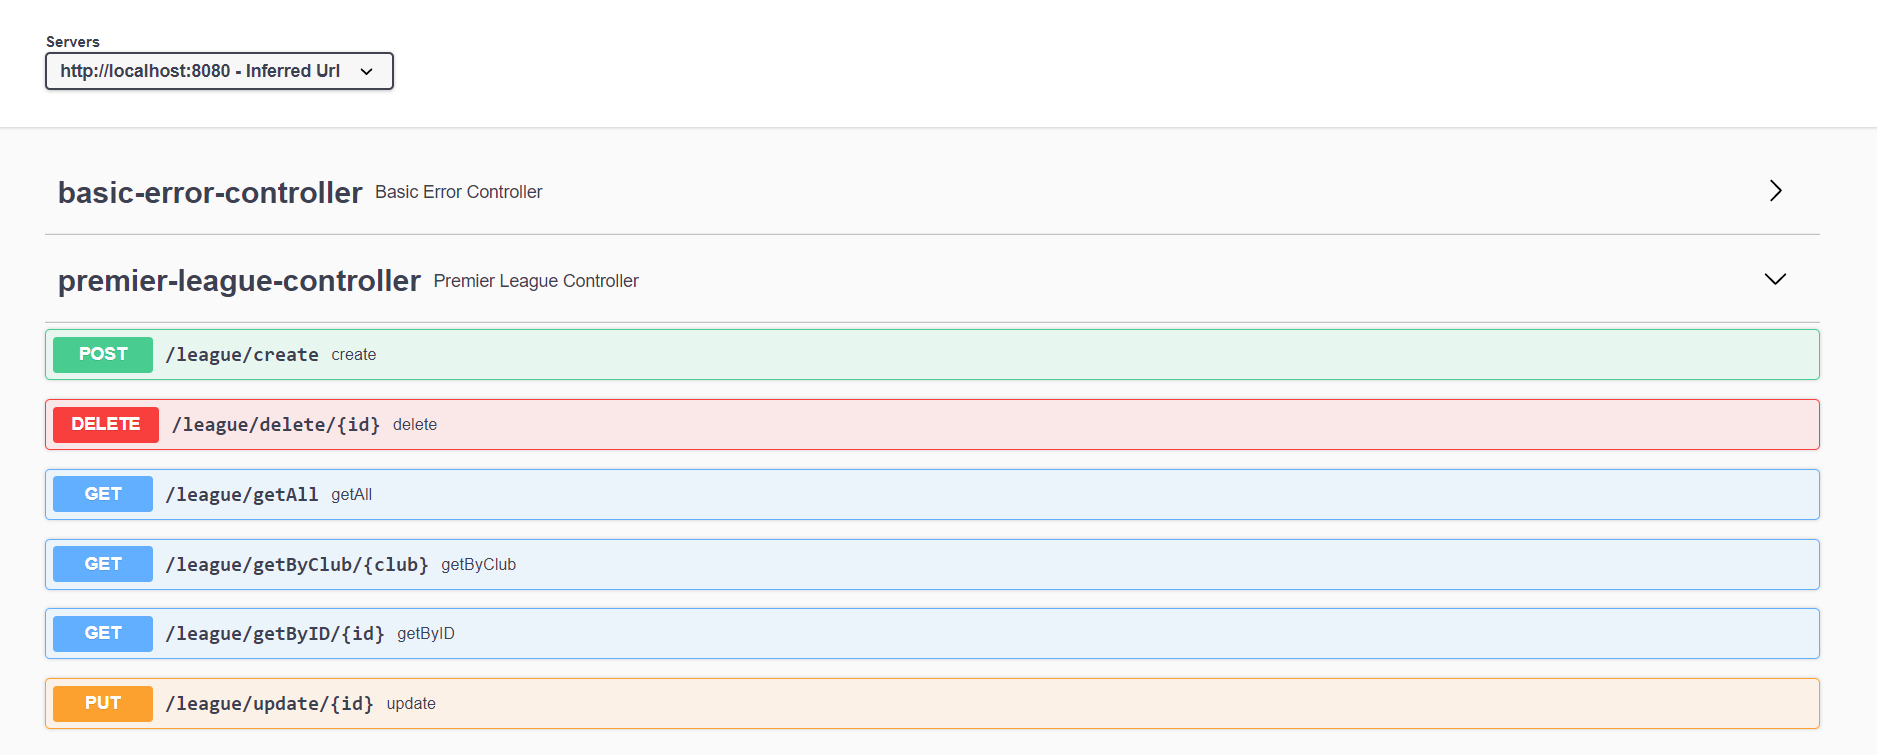 Servers
http://localhost:8080 - Inferred Url
basic-error-controller Basic Error Controller
premier-league-controller Premier League Controller
POST /league/create create
DELETE /league/delete/{id} delete
GET /league/getAll getAll
GET /league/getByClub/{club} getByClub
GET /league/getByID/{id} getByID
PUT /league/update/{id} update